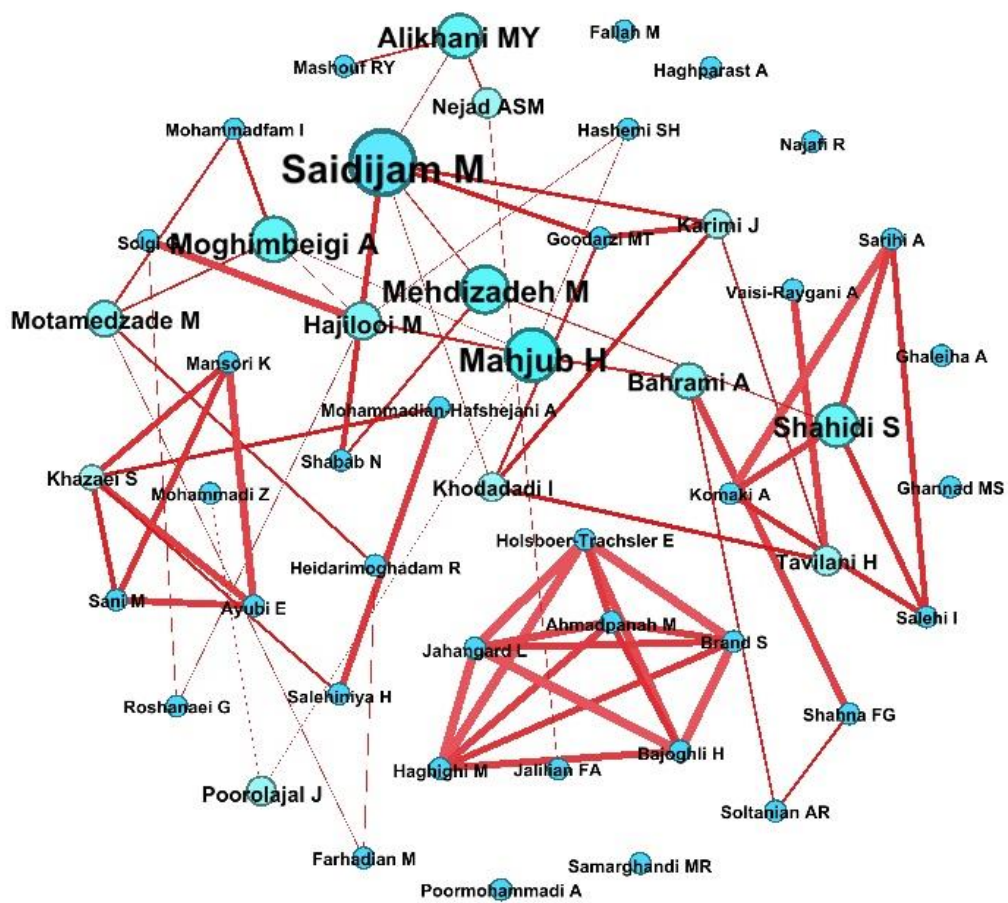 Fallah M
Alikhani MY
Mashouf RY
Haghparast A
Nejad ASM
Mohammadfam I
Hashemi SH
Najafi R
Saidijam M
Karimi J
Solgi
Moghimbeigi A
Goodarzi MT
Sarihi A
Mehdizadeh M
Vaisi-Raygani A
Motamedzade M
Hajilooi M
Mahjub H
Ghaleiha A
Mansori K
Bahrami A
Mohammadian-Hafshejani A
Shahidi S
Shabab N
Khazaei S
Mohammadi Z
Khodadadi I
Komaki A
Ghannad MS
Holsboer-Trachsler E
Tavilani H
Heidarimoghadam R
Sani M
Ayubi E
Ahmadpanah M
Salehi I
Jahangard L
Brand S
Roshanaei G
Salehiniya H
Shahna FG
Bajoghli H
Haghighi M
Jalilian FA
Poorolajal J
Soltanian AR
Farhadian M
Samarghandi MR
Poormohammadi A